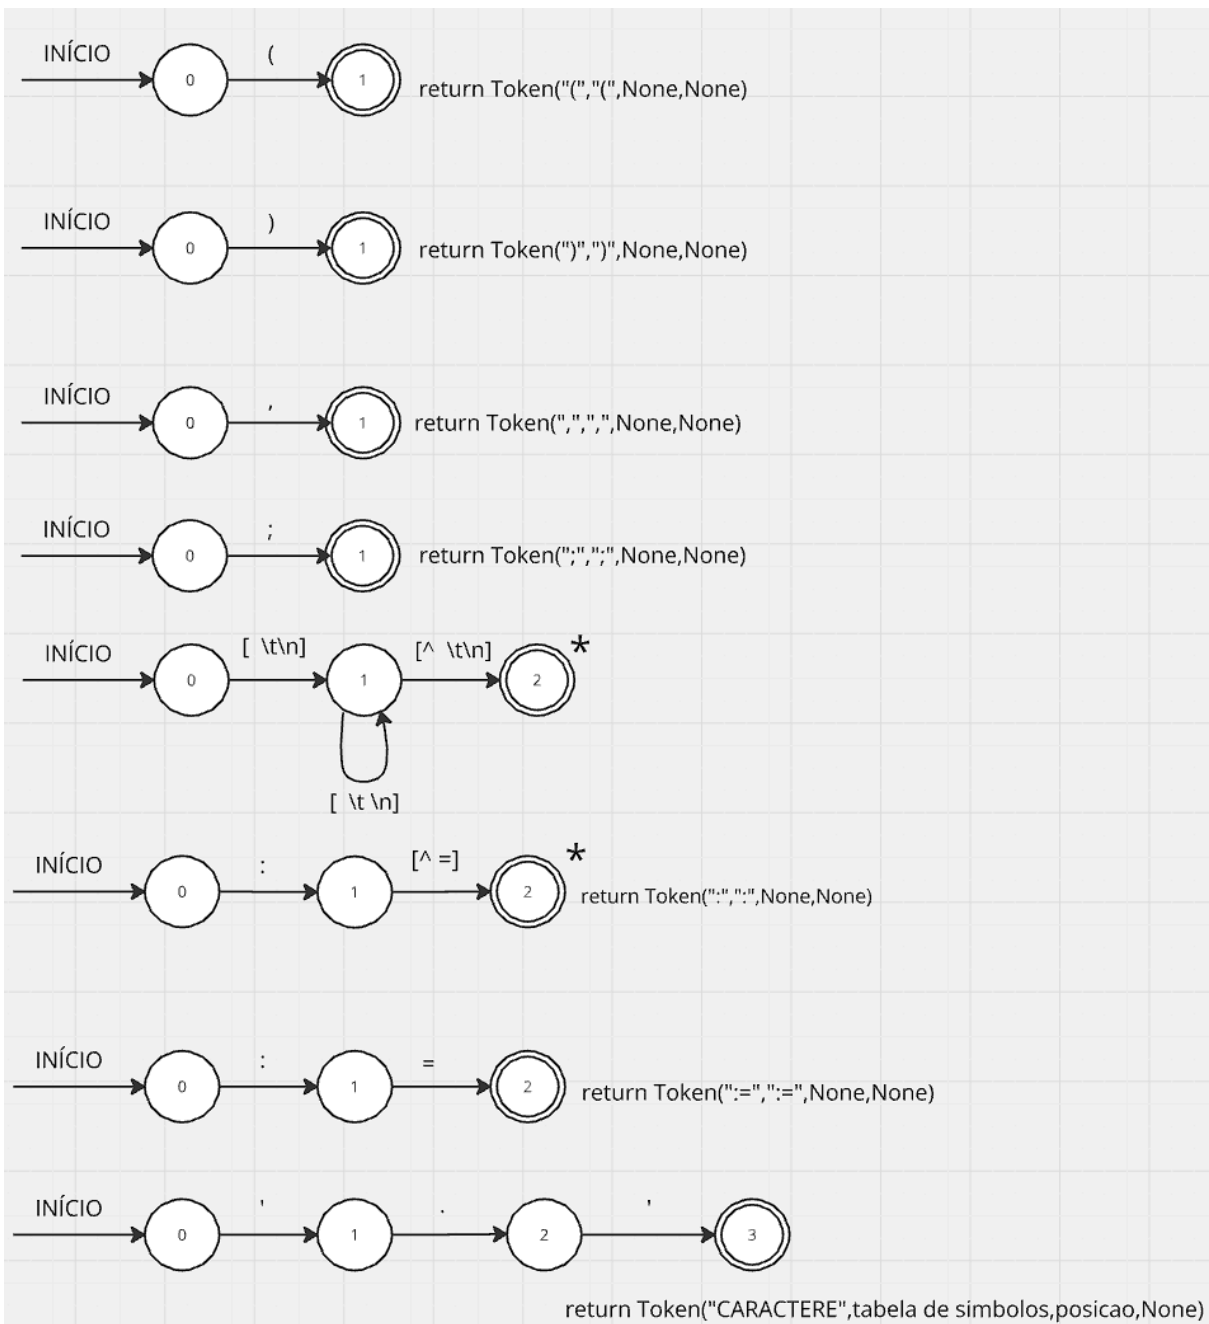 INÍCIO
(
0
1
return Token("(","(",None,None)
INÍCIO
)
0
1
return Token(")",")",None,None)
INÍCIO
,
0
1
return Token(",",",",None,None)
INÍCIO
;
0
1
return Token(";",";",None,None)
INÍCIO
[  \t\n]
[^  \t\n]
*
0
1
2
[  \t \n]
INÍCIO
:
[^ =]
*
0
1
2
return Token(":",":",None,None)
INÍCIO
:
=
0
1
2
return Token(":=",":=",None,None)
INÍCIO
'
.
'
0
1
2
3
return Token("CARACTERE",tabela de simbolos,posicao,None)